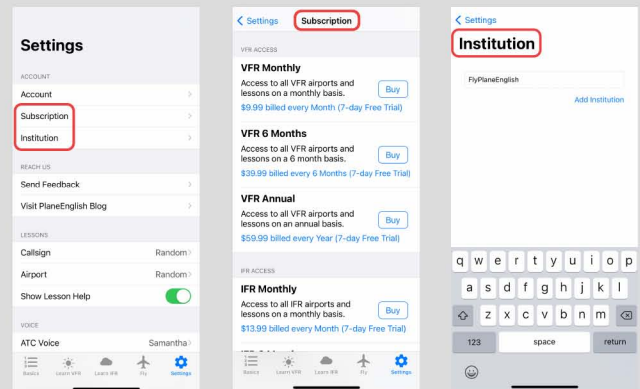 Settings
ACCOUNT
Account
Subscription
Institution
REACH US
Send Feedback
Visit PlaneEnglish Blog
LESSONS
Callsign Random
Airport Random
Show Lesson Help
VOICE
ATC Voice Samantha
Basics Learn VFR Learn IFR Fly Settings
Settings Subscription
VFR ACCESS
VFR Monthly
Access to all VFR airports and
lessons on a monthly basis.
Buy
$9.99 billed every Month (7-day Free Trial)
VFR 6 Months
Access to all VFR airports and
lessons on a 6 month basis.
Buy
$39.99 billed every 6 Months (7-day Free Trial)
VFR Annual
Access to all VFR airports and
lessons on an annual basis.
Buy
$59.99 billed every Year (7-day Free Trial)
IFR ACCESS
IFR Monthly
Access to all IFR airports and
lessons on a monthly basis.
Buy
$13.99 billed every Month (7-day Free Trial)
Basics Learn VFR Learn IFR Fly Settings
Settings
Institution
FlyPlaneEnglish
Add Institution
q w e r t y u i o p
a s d f g h j k l
z x c v b n m
123 space return